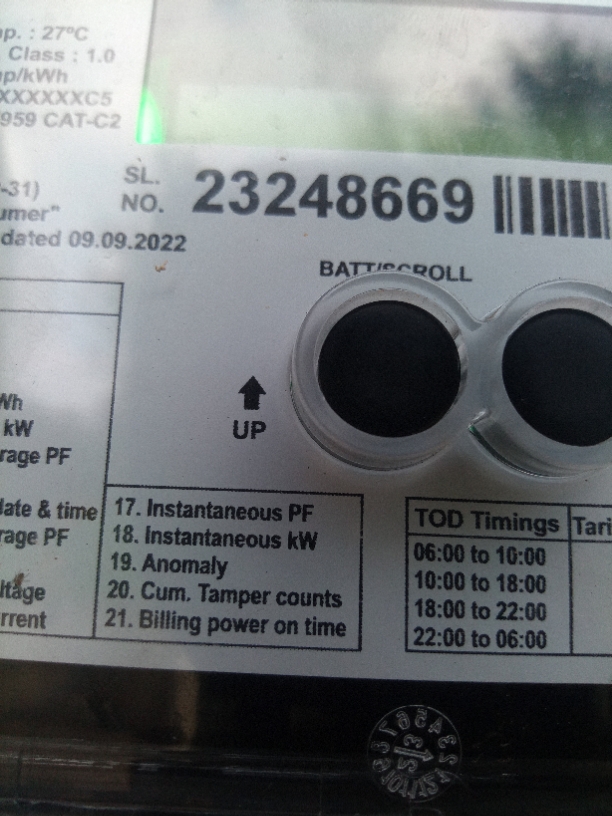 p. : 27ºC
Class : 1.0
p/kWh
XXXXXXC5
959 CAT-C2
-31)
umer"
dated 09.09.2022
SL.
NO. 23248669
BATT/SCROLL
UP
Wh
kW
rage PF
date & time
rage PF
ltage
rrent
17. Instantaneous PF
18. Instantaneous kW
19. Anomaly
20. Cum. Tamper counts
21. Billing power on time
TOD Timings Tari
06:00 to 10:00
10:00 to 18:00
18:00 to 22:00
22:00 to 06:00